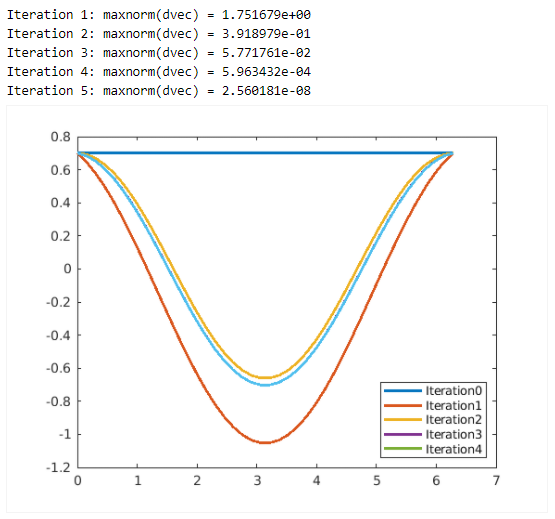 Iteration 1: maxnorm(dvec) = 1.751679e+00
Iteration 2: maxnorm(dvec) = 3.918979e-01
Iteration 3: maxnorm(dvec) = 5.771761e-02
Iteration 4: maxnorm(dvec) = 5.963432e-04
Iteration 5: maxnorm(dvec) = 2.560181e-08
0.8
0.6
0.4
0.2
0
-0.2
-0.4
-0.6
-0.8
-1
-1.2
Iteration0
Iteration1
Iteration2
Iteration3
Iteration4
0 1 2 3 4 5 6 7